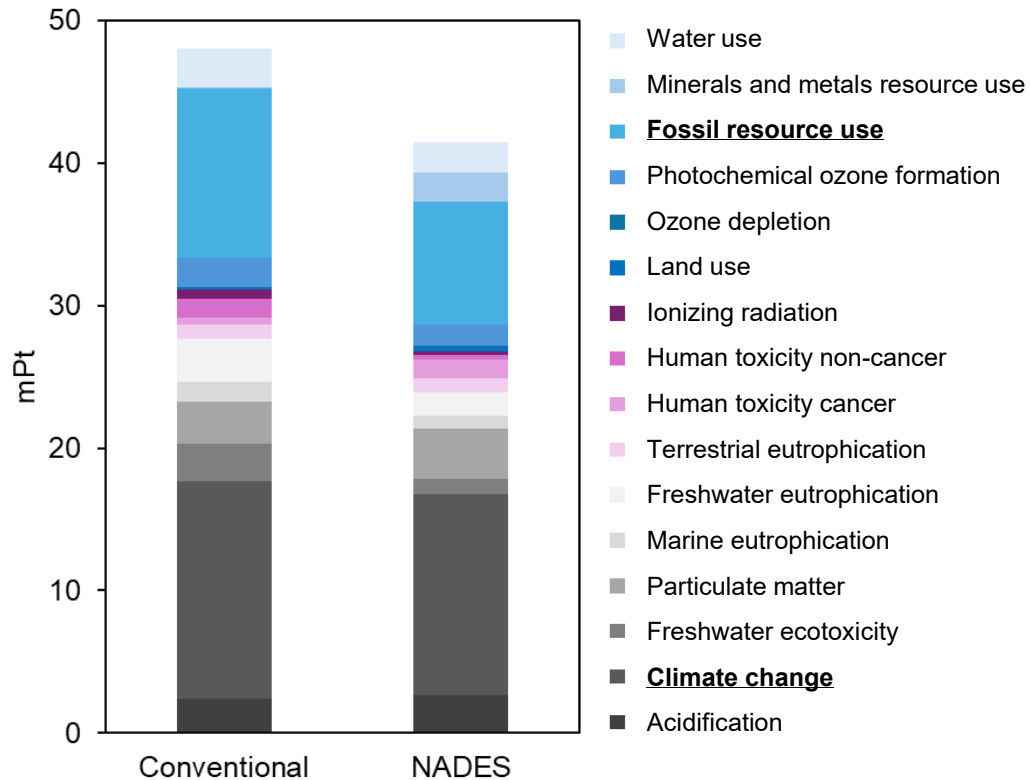 50
40
30
20
10
0
mPt
Conventional
NADES
Water use
Minerals and metals resource use
Fossil resource use
Photochemical ozone formation
Ozone depletion
Land use
Ionizing radiation
Human toxicity non-cancer
Human toxicity cancer
Terrestrial eutrophication
Freshwater eutrophication
Marine eutrophication
Particulate matter
Freshwater ecotoxicity
Climate change
Acidification